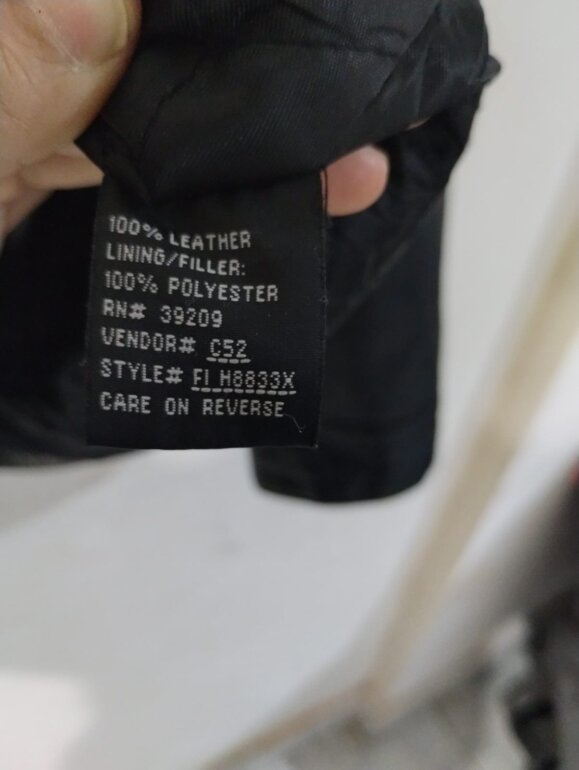 100% LEATHER
LINING/FILLER:
100% POLYESTER
RN# 39209
VENDOR# C52
STYLE# FI H8833X
CARE ON REVERSE